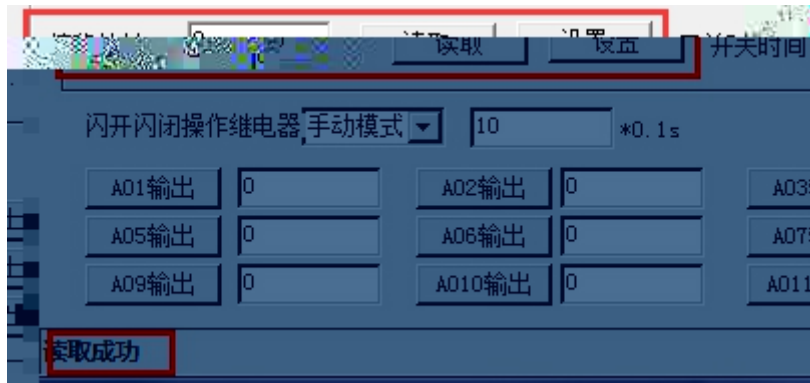 读取 设置 开关时间
闪开闪闭操作继电器 手动模式 10 *0.1s
A01输出 0 A02输出 0 A03
A05输出 0 A06输出 0 A07
A09输出 0 A010输出 0 A011
读取成功